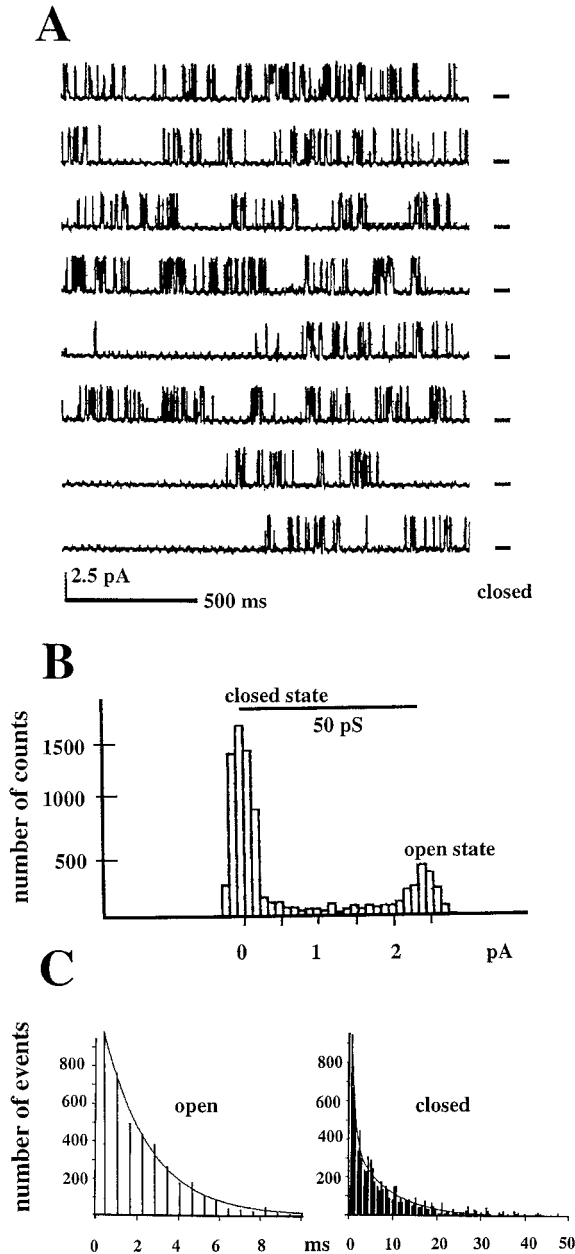 A
2.5 pA
500 ms
closed
B
number of counts
1500
1000
500
closed state
50 pS
open state
0 1 2 pA
C
number of events
800
600
400
200
open
0 2 4 6 8 ms
800
600
400
200
closed
0 10 20 30 40 50